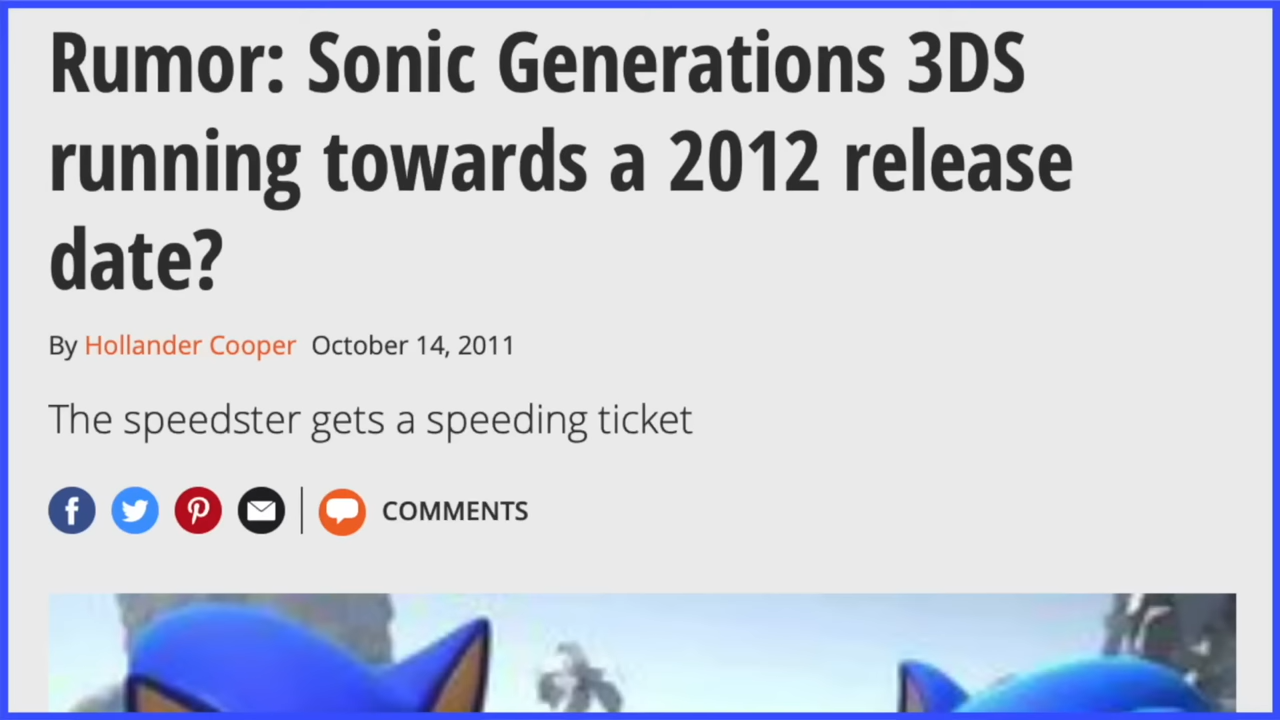 Rumor: Sonic Generations 3DS
running towards a 2012 release
date?
By Hollander Cooper October 14, 2011
The speedster gets a speeding ticket
COMMENTS